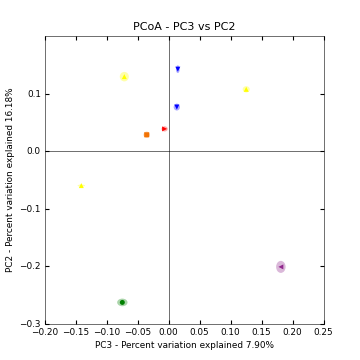 PCoA - PC3 vs PC2
PC2 - Percent variation explained 16.18%
0.1
0.0
−0.1
−0.2
−0.3
−0.20 −0.15 −0.10 −0.05 0.00 0.05 0.10 0.15 0.20 0.25
PC3 - Percent variation explained 7.90%